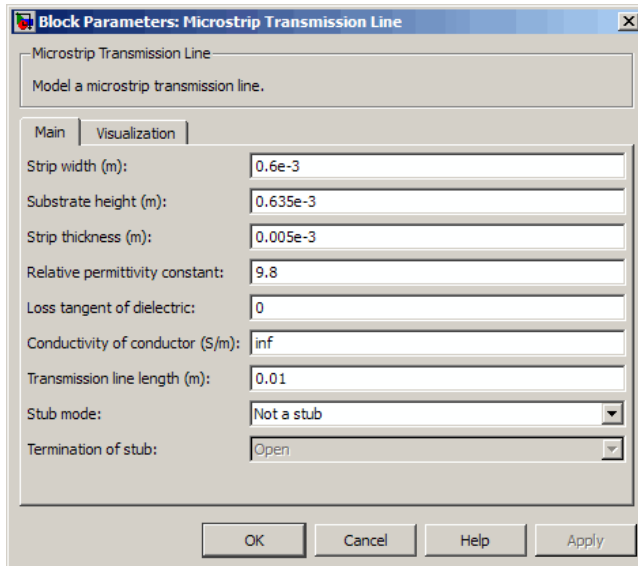 Block Parameters: Microstrip Transmission Line
Microstrip Transmission Line
Model a microstrip transmission line.
Main Visualization
Strip width (m): 0.6e-3
Substrate height (m): 0.635e-3
Strip thickness (m): 0.005e-3
Relative permittivity constant: 9.8
Loss tangent of dielectric: 0
Conductivity of conductor (S/m): inf
Transmission line length (m): 0.01
Stub mode: Not a stub
Termination of stub: Open
OK Cancel Help Apply